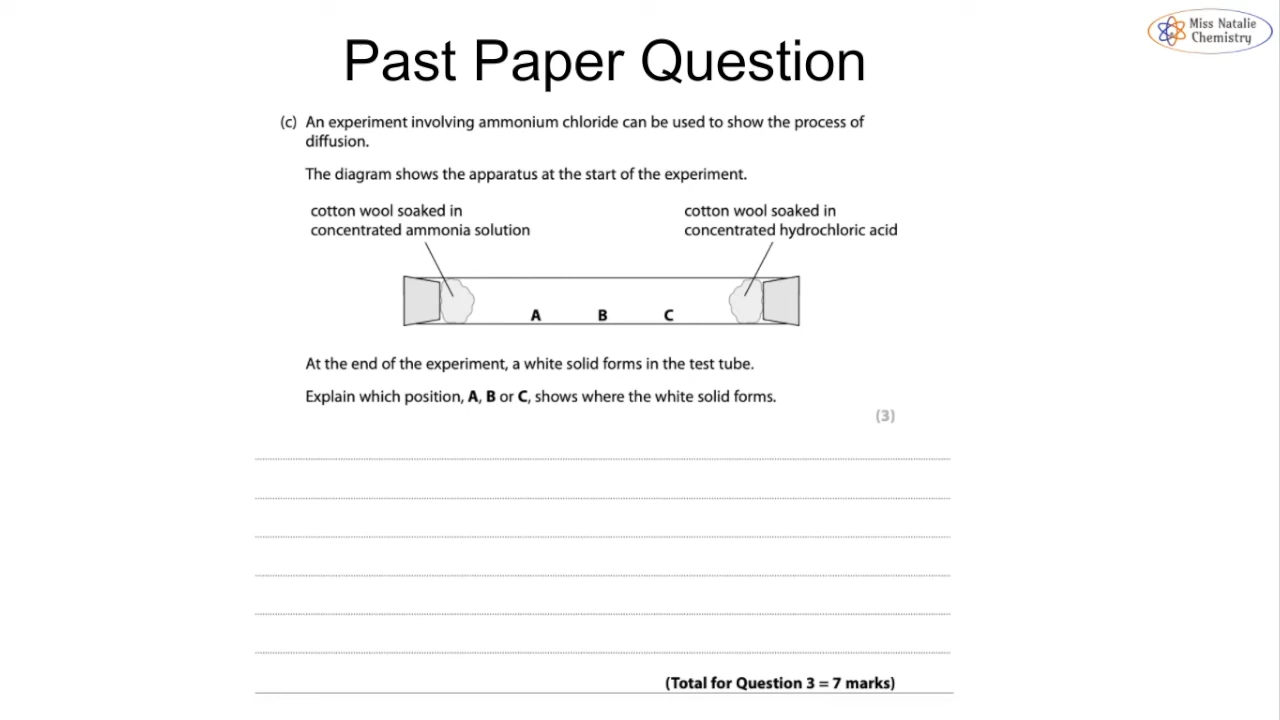 Miss Natalie
Chemistry
Past Paper Question
(c) An experiment involving ammonium chloride can be used to show the process of
diffusion.
The diagram shows the apparatus at the start of the experiment.
cotton wool soaked in
concentrated ammonia solution
cotton wool soaked in
concentrated hydrochloric acid
A B C
At the end of the experiment, a white solid forms in the test tube.
Explain which position, A, B or C, shows where the white solid forms.
(3)
(Total for Question 3 = 7 marks)